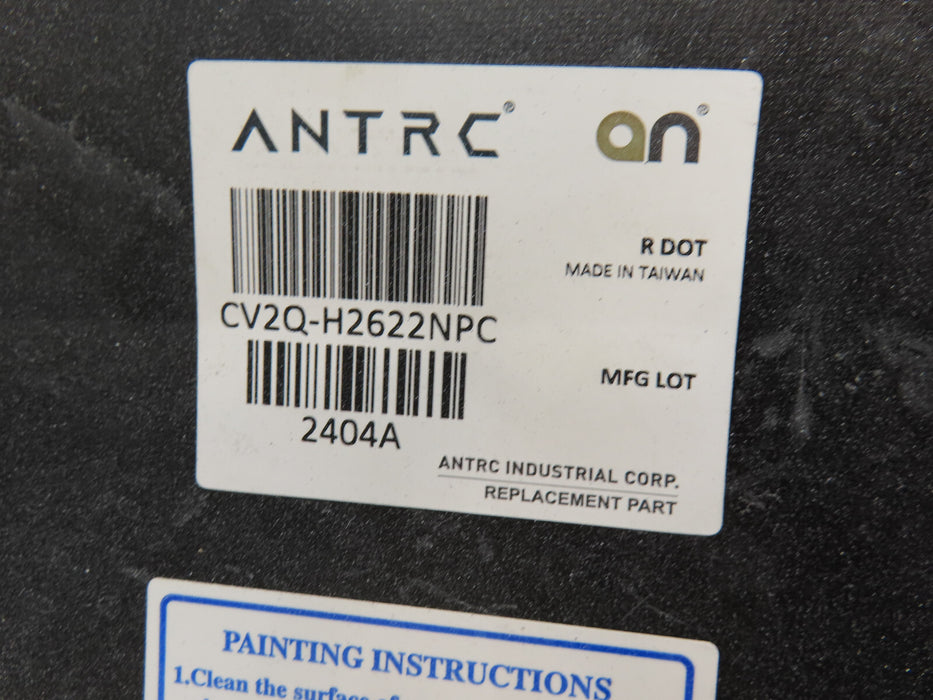 ANTRC®
an®
R DOT
MADE IN TAIWAN
CV2Q-H2622NPC
MFG LOT
2404A
ANTRC INDUSTRIAL CORP.
REPLACEMENT PART
PAINTING INSTRUCTIONS
1.Clean the surface of